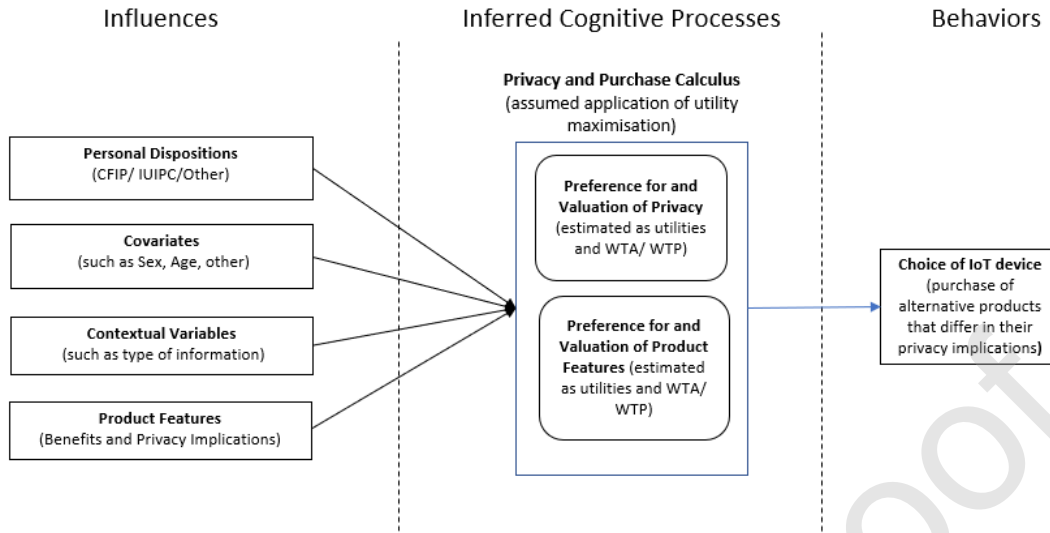 Influences
Inferred Cognitive Processes
Behaviors
Personal Dispositions
(CFIP/ IUIPC/Other)
Covariates
(such as Sex, Age, other)
Contextual Variables
(such as type of information)
Product Features
(Benefits and Privacy Implications)
Privacy and Purchase Calculus
(assumed application of utility
maximisation)
Preference for and
Valuation of Privacy
(estimated as utilities
and WTA/ WTP)
Preference for and
Valuation of Product
Features (estimated
as utilities and WTA/
WTP)
Choice of IoT device
(purchase of
alternative products
that differ in their
privacy implications)
oof